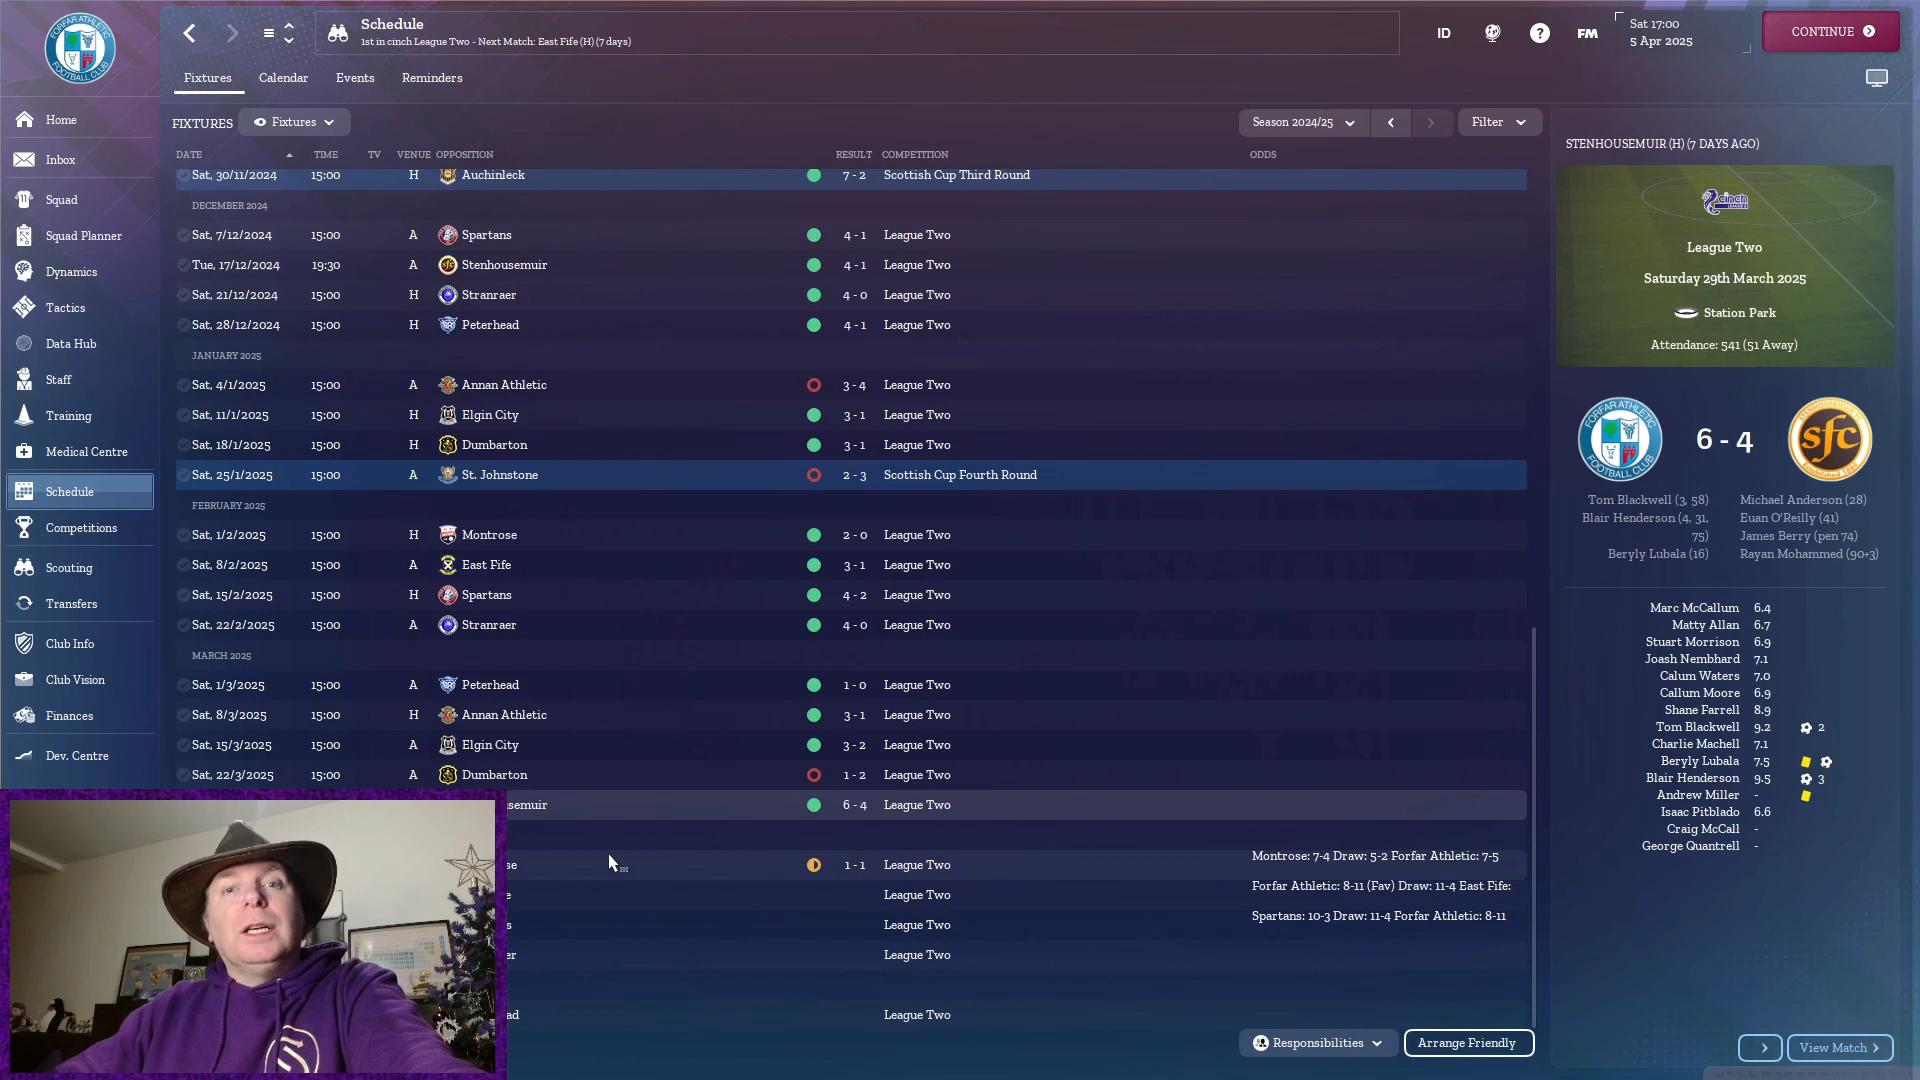 Schedule
1st in cinch League Two - Next Match: East Fife (H) (7 days)
ID
FM
Sat 17:00
5 Apr 2025
CONTINUE
Fixtures
Calendar
Events
Reminders
FORFAR ATHLETIC
FOOTBALL CLUB
Home
Inbox
Squad
Squad Planner
Dynamics
Tactics
Data Hub
Staff
Training
Medical Centre
Schedule
Competitions
Scouting
Transfers
Club Info
Club Vision
Finances
Dev. Centre
FIXTURES
Fixtures
Season 2024/25
Filter
DATE TIME TV VENUE OPPOSITION RESULT COMPETITION ODDS
Sat, 30/11/2024 15:00 H Auchinleck 7 - 2 Scottish Cup Third Round
DECEMBER 2024
Sat, 7/12/2024 15:00 A Spartans 4 - 1 League Two
Tue, 17/12/2024 19:30 A Stenhousemuir 4 - 1 League Two
Sat, 21/12/2024 15:00 H Stranraer 4 - 0 League Two
Sat, 28/12/2024 15:00 H Peterhead 4 - 1 League Two
JANUARY 2025
Sat, 4/1/2025 15:00 A Annan Athletic 3 - 4 League Two
Sat, 11/1/2025 15:00 H Elgin City 3 - 1 League Two
Sat, 18/1/2025 15:00 H Dumbarton 3 - 1 League Two
Sat, 25/1/2025 15:00 A St. Johnstone 2 - 3 Scottish Cup Fourth Round
FEBRUARY 2025
Sat, 1/2/2025 15:00 H Montrose 2 - 0 League Two
Sat, 8/2/2025 15:00 A East Fife 3 - 1 League Two
Sat, 15/2/2025 15:00 H Spartans 4 - 2 League Two
Sat, 22/2/2025 15:00 A Stranraer 4 - 0 League Two
MARCH 2025
Sat, 1/3/2025 15:00 A Peterhead 1 - 0 League Two
Sat, 8/3/2025 15:00 H Annan Athletic 3 - 1 League Two
Sat, 15/3/2025 15:00 A Elgin City 3 - 2 League Two
Sat, 22/3/2025 15:00 A Dumbarton 1 - 2 League Two
semuir 6 - 4 League Two
se 1 - 1 League Two Montrose: 7-4 Draw: 5-2 Forfar Athletic: 7-5
e League Two Forfar Athletic: 8-11 (Fav) Draw: 11-4 East Fife:
s League Two Spartans: 10-3 Draw: 11-4 Forfar Athletic: 8-11
er League Two
ad League Two
Responsibilities
Arrange Friendly
STENHOUSEMUIR (H) (7 DAYS AGO)
cinch
League Two
Saturday 29th March 2025
Station Park
Attendance: 541 (51 Away)
FORFAR ATHLETIC
FOOTBALL CLUB
6 - 4
sfc
Tom Blackwell (3, 58)
Blair Henderson (4, 31,
75)
Beryly Lubala (16)
Michael Anderson (28)
Euan O'Reilly (41)
James Berry (pen 74)
Rayan Mohammed (90+3)
Marc McCallum 6.4
Matty Allan 6.7
Stuart Morrison 6.9
Joash Nembhard 7.1
Calum Waters 7.0
Callum Moore 6.9
Shane Farrell 8.9
Tom Blackwell 9.2 2
Charlie Machell 7.1
Beryly Lubala 7.5
Blair Henderson 9.5 3
Andrew Miller -
Isaac Pitblado 6.6
Craig McCall -
George Quantrell -
View Match